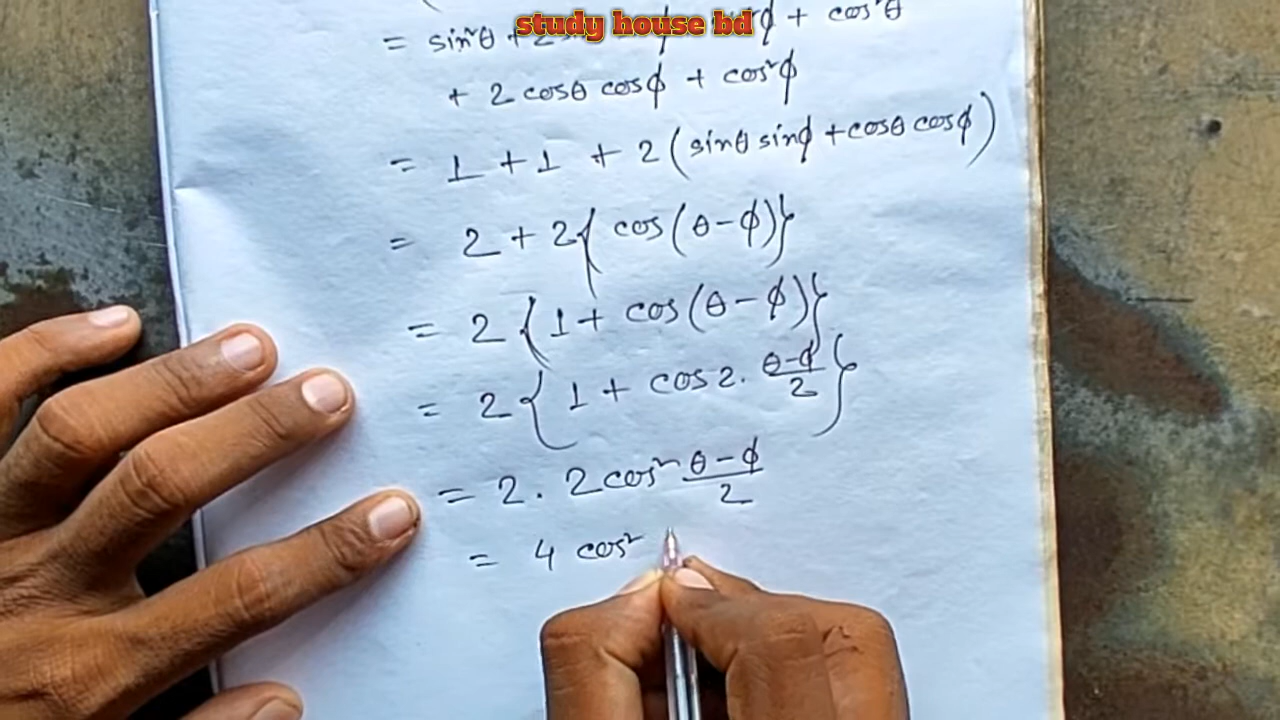 study house bd
= sin²θ + 2 sin ϕ + cos²θ
+ 2 cosθ cosϕ + cos²ϕ
= 1 + 1 + 2 (sinθ sinϕ + cosθ cosϕ)
= 2 + 2{ cos(θ-ϕ)}
= 2 {1 + cos(θ - ϕ)}
= 2 { 1 + cos 2. θ-ϕ/2 }
= 2 . 2cos² θ-ϕ/2
= 4 cos²